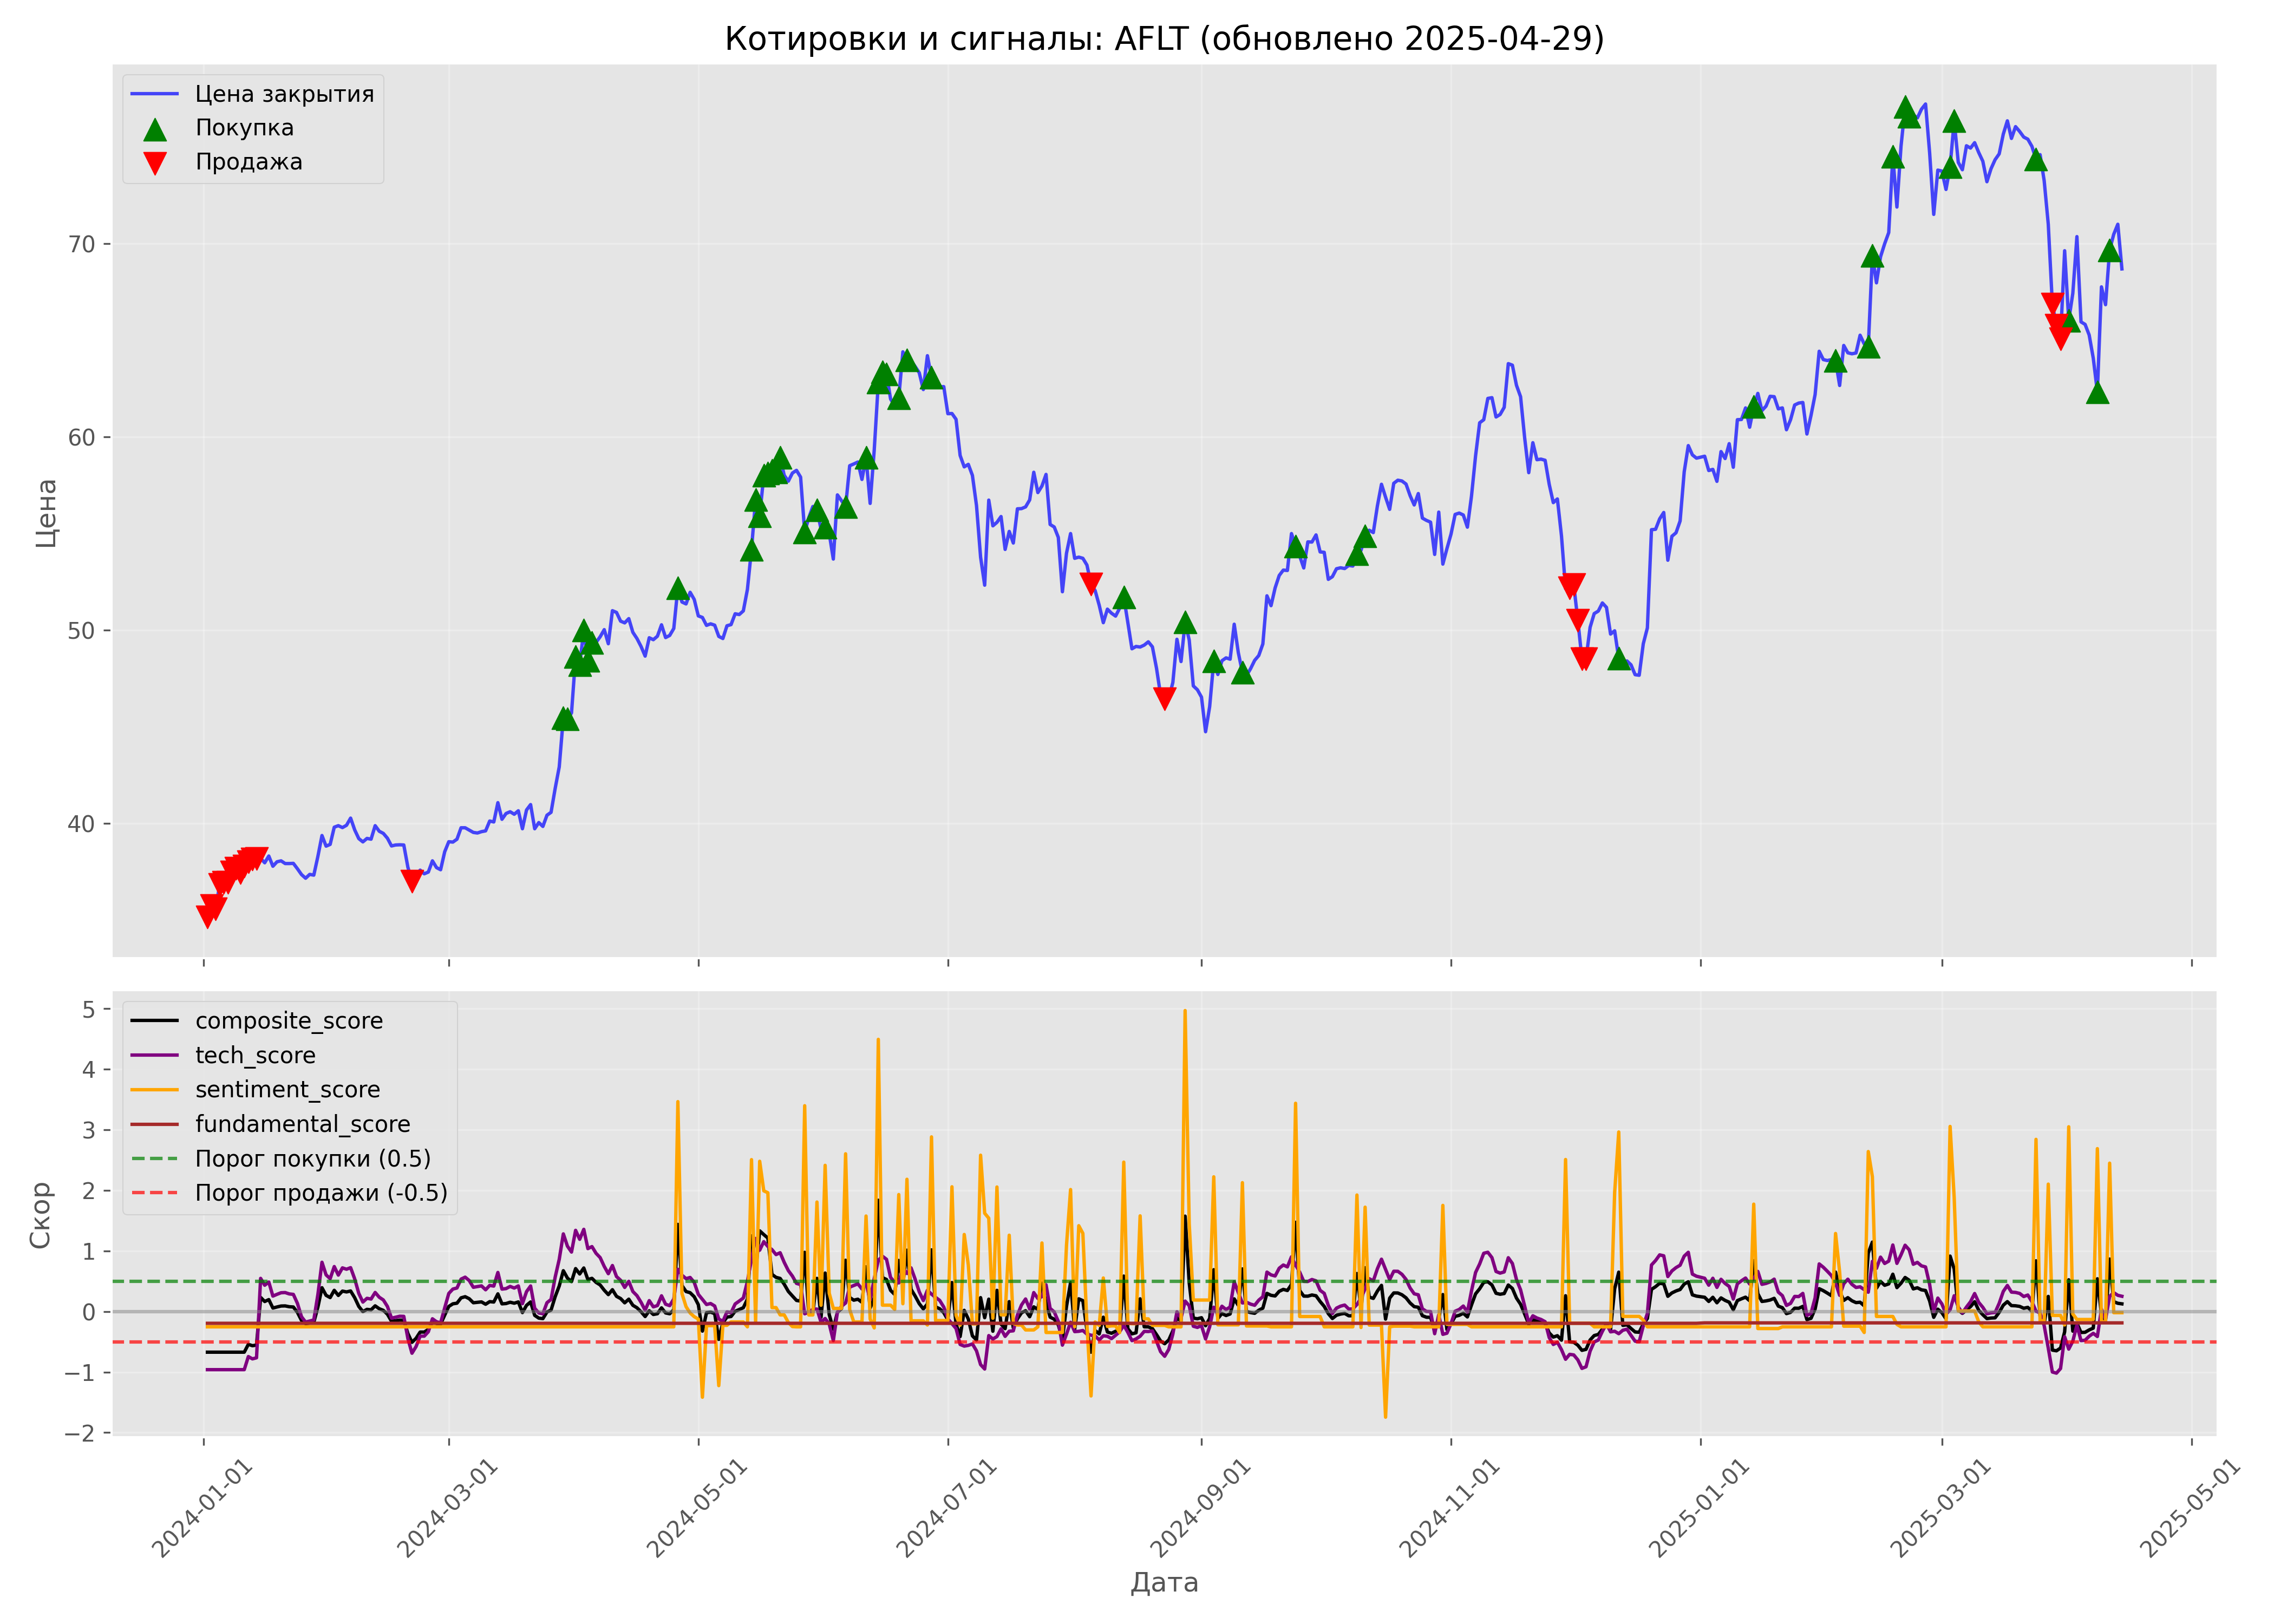 Котировки и сигналы: AFLT (обновлено 2025-04-29)
Цена закрытия
Покупка
Продажа
70
60
50
40
Цена
composite_score
tech_score
sentiment_score
fundamental_score
Порог покупки (0.5)
Порог продажи (-0.5)
5
4
3
2
1
0
−1
−2
Скор
2024-01-01
2024-03-01
2024-05-01
2024-07-01
2024-09-01
2024-11-01
2025-01-01
2025-03-01
2025-05-01
Дата